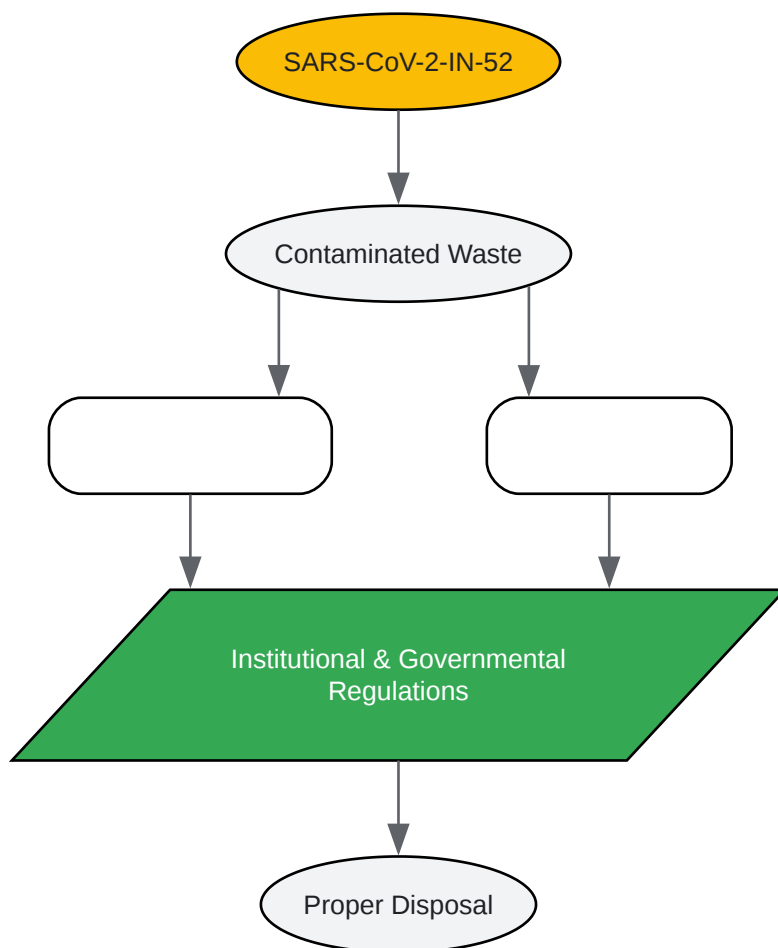 SARS-CoV-2-IN-52
Contaminated Waste
Institutional & Governmental
Regulations
Proper Disposal